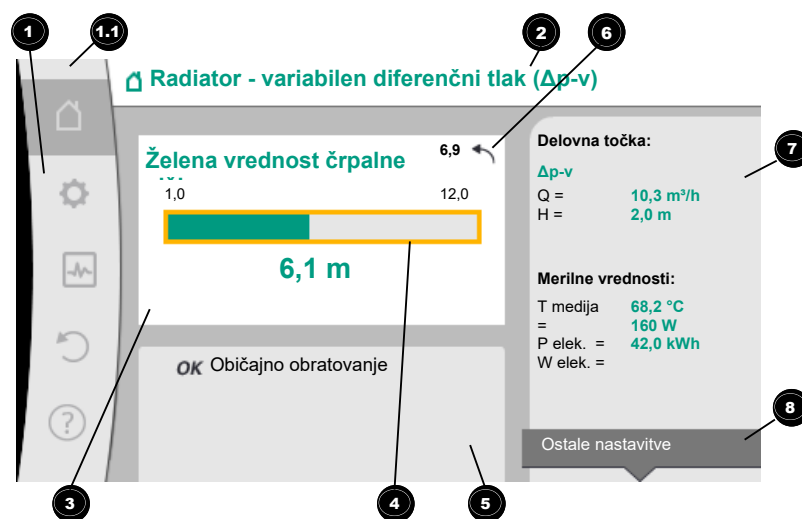 1
1.1
2
6
Radiator - variabilen diferenčni tlak (Δp-v)
Želena vrednost črpalne
6,9
1,0
12,0
6,1 m
OK Običajno obratovanje
Delovna točka:
7
Δp-v
Q = 10,3 m³/h
H = 2,0 m
Merilne vrednosti:
T medija 68,2 °C
= 160 W
P elek. = 42,0 kWh
W elek. =
8
Ostale nastavitve
?
3
4
5